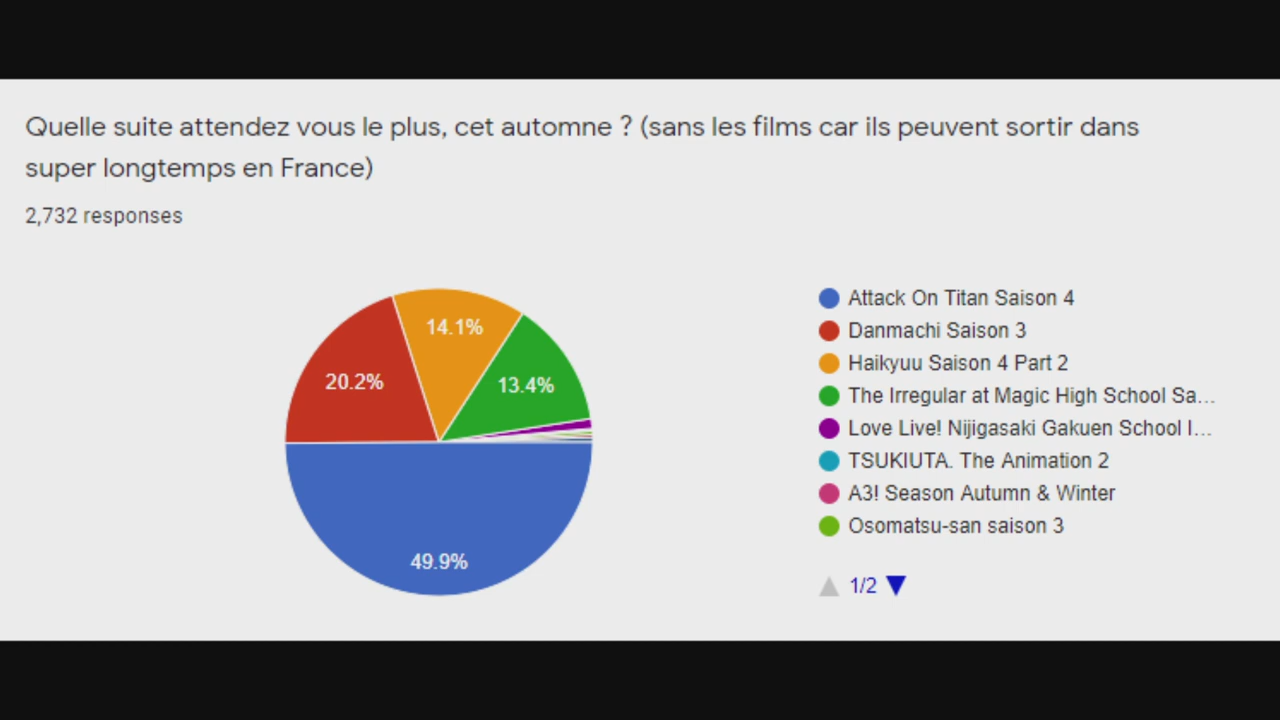 Quelle suite attendez vous le plus, cet automne ? (sans les films car ils peuvent sortir dans
super longtemps en France)
2,732 responses
14.1%
20.2%
13.4%
49.9%
Attack On Titan Saison 4
Danmachi Saison 3
Haikyuu Saison 4 Part 2
The Irregular at Magic High School Sa...
Love Live! Nijigasaki Gakuen School I...
TSUKIUTA. The Animation 2
A3! Season Autumn & Winter
Osomatsu-san saison 3
1/2